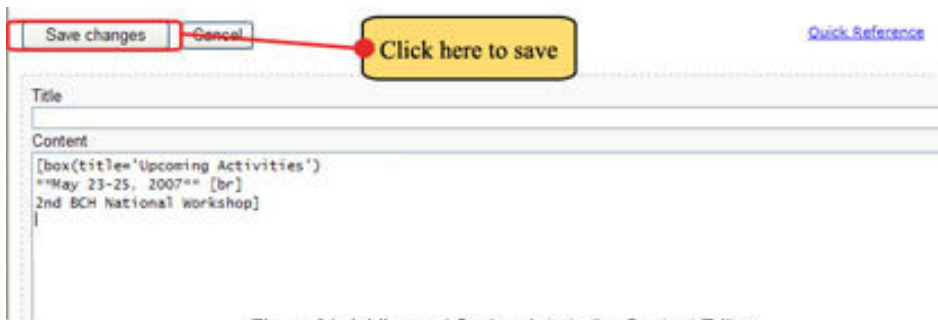 Save changes Cancel Click here to save Quick Reference
Title
Content
[box(title='Upcoming Activities')
**May 23-25, 2007** [br]
2nd BCH National Workshop]